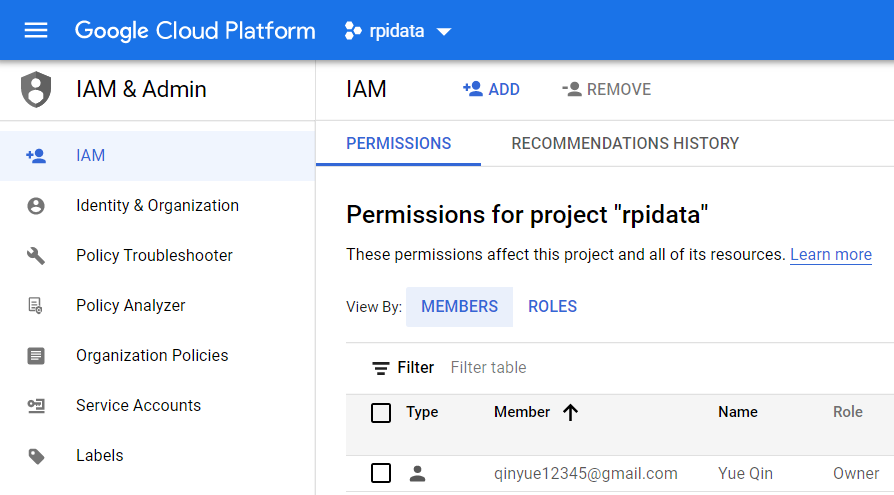 Google Cloud Platform rpidata
IAM & Admin
IAM
Identity & Organization
Policy Troubleshooter
Policy Analyzer
Organization Policies
Service Accounts
Labels
IAM ADD REMOVE
PERMISSIONS RECOMMENDATIONS HISTORY
Permissions for project "rpidata"
These permissions affect this project and all of its resources. Learn more
View By: MEMBERS ROLES
Filter Filter table
Type Member Name Role
qinyue12345@gmail.com Yue Qin Owner